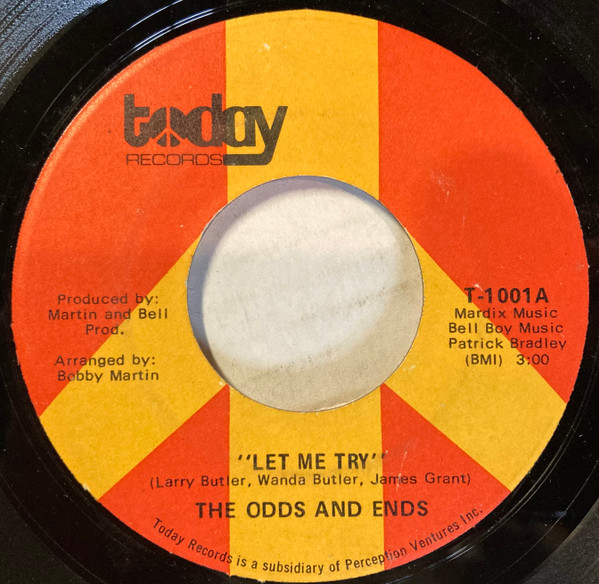 today
RECORDS
Produced by:
Martin and Bell
Prod.
Arranged by:
Bobby Martin
T-1001A
Mardix Music
Bell Boy Music
Patrick Bradley
(BMI) 3:00
"LET ME TRY"
(Larry Butler, Wanda Butler, James Grant)
THE ODDS AND ENDS
Today Records is a subsidiary of Perception Ventures Inc.